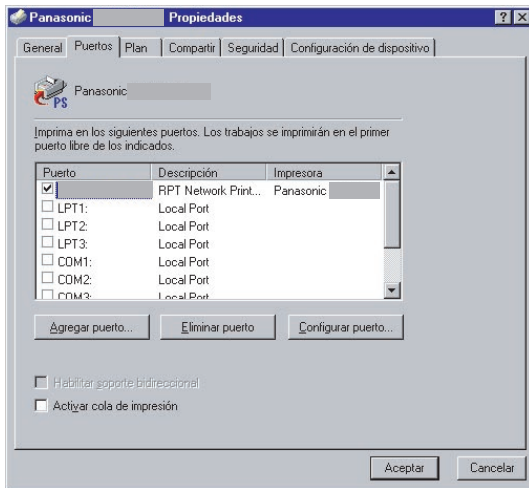 Panasonic Propiedades
General Puertos Plan Compartir Seguridad Configuración de dispositivo
Panasonic
PS
Imprima en los siguientes puertos. Los trabajos se imprimirán en el primer
puerto libre de los indicados.
Puerto Descripción Impresora
RPT Network Print... Panasonic
LPT1: Local Port
LPT2: Local Port
LPT3: Local Port
COM1: Local Port
COM2: Local Port
COM3: Local Port
Agregar puerto... Eliminar puerto Configurar puerto...
Habilitar soporte bidireccional
Activar cola de impresión
Aceptar Cancelar